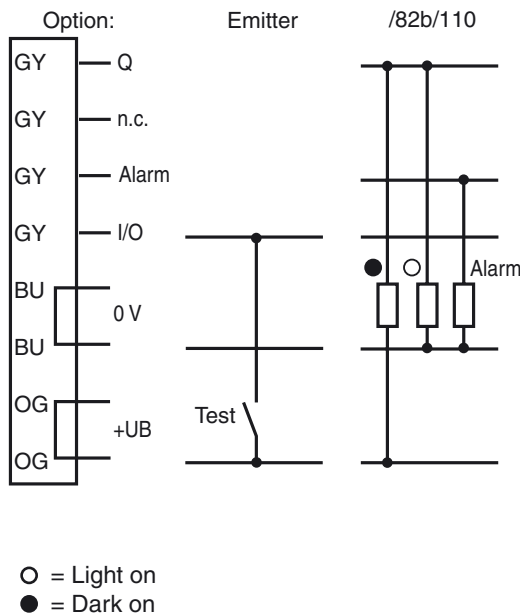 Option: Emitter /82b/110
GY Q
GY n.c.
GY Alarm
GY I/O
BU
Alarm
0 V
BU
OG
Test +UB
OG
= Light on
= Dark on